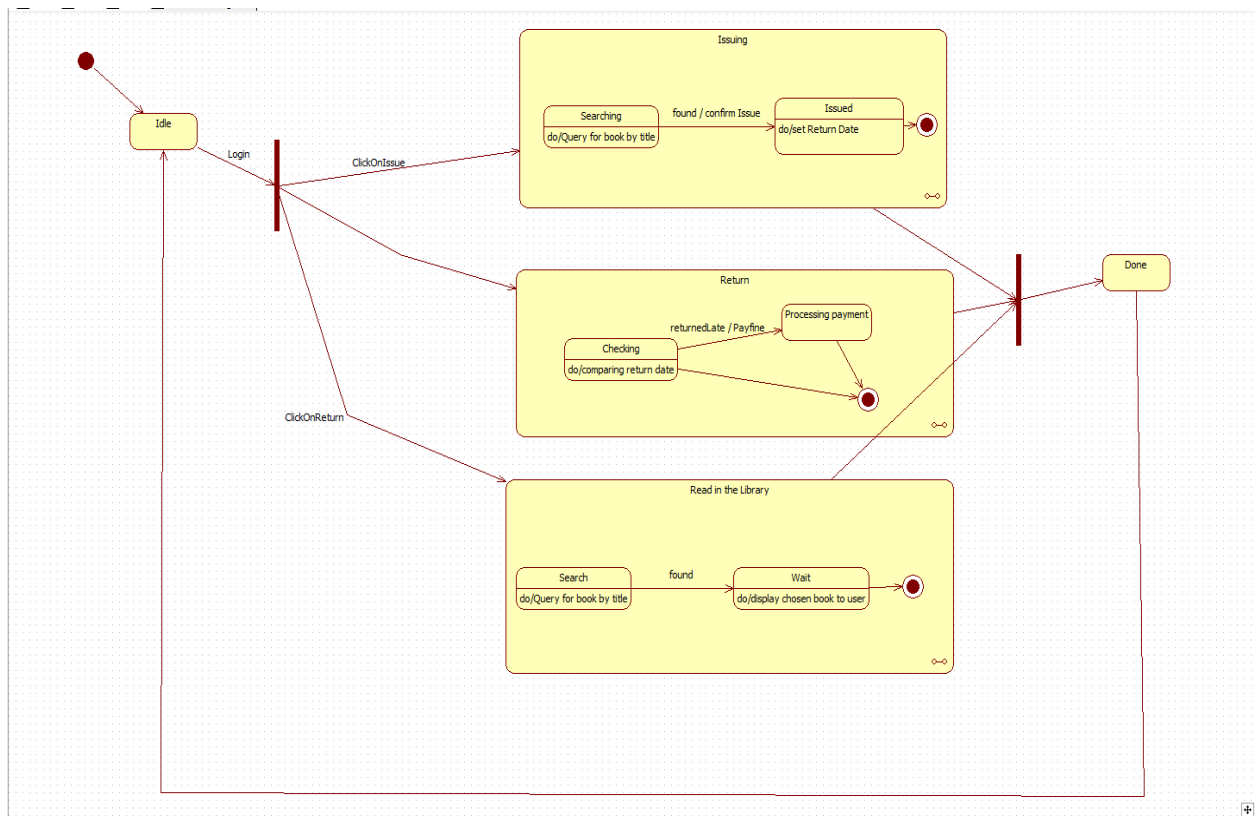 Issuing
Searching
do/Query for book by title
found / confirm Issue
Issued
do/set Return Date
Idle
Login
ClickOnIssue
Return
Processing payment
returnedLate / Payfine
Checking
do/comparing return date
Done
ClickOnReturn
Read in the Library
Search
do/Query for book by title
found
Wait
do/display chosen book to user